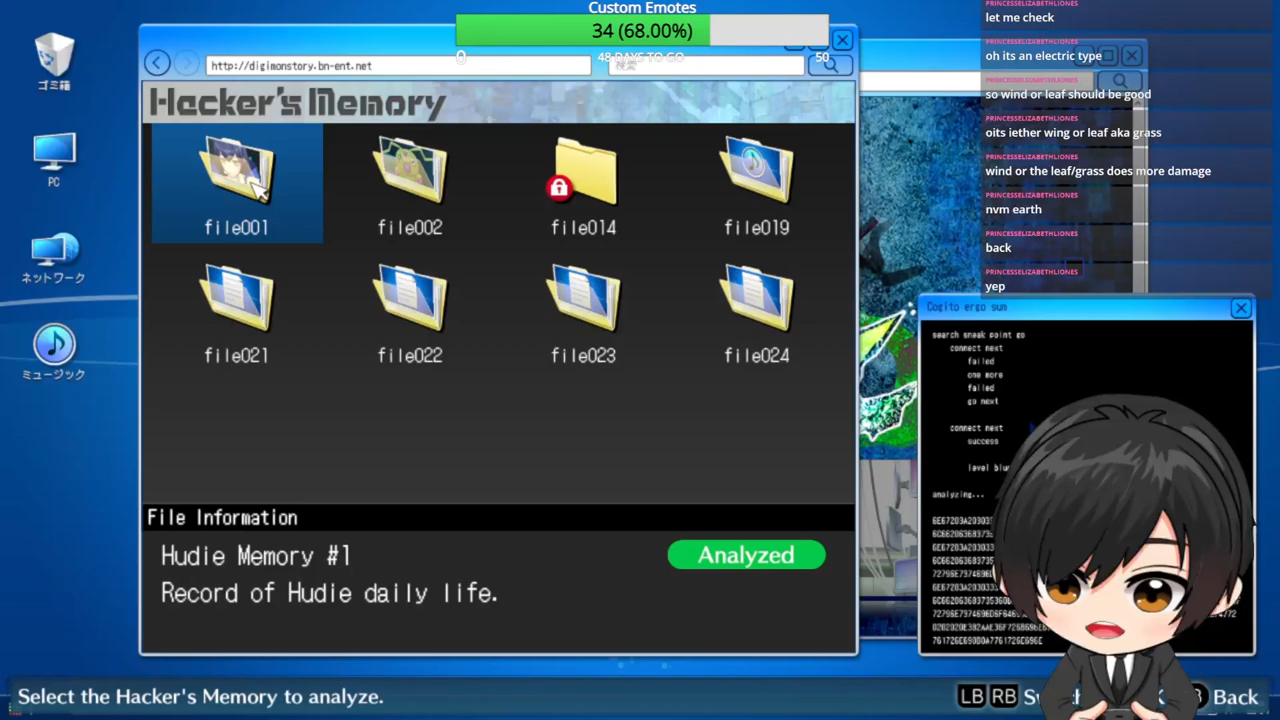 Custom Emotes
34 (68.00%)
0
48 DAYS TO GO
50
http://digimonstory.bn-ent.net
検索
Hacker's Memory
file001
file002
file014
file019
file021
file022
file023
file024
File Information
Hudie Memory #1
Analyzed
Record of Hudie daily life.
Select the Hacker's Memory to analyze.
LB RB
Back
ゴミ箱
PC
ネットワーク
ミュージック
PRINCESSELIZABETHLIONES
let me check
PRINCESSELIZABETHLIONES
oh its an electric type
PRINCESSELIZABETHLIONES
so wind or leaf should be good
PRINCESSELIZABETHLIONES
oits iether wing or leaf aka grass
PRINCESSELIZABETHLIONES
wind or the leaf/grass does more damage
PRINCESSELIZABETHLIONES
nvm earth
PRINCESSELIZABETHLIONES
back
PRINCESSELIZABETHLIONES
yep
Cogito ergo sum
search sneak point go
connect next
failed
one more
failed
go next
connect next
success
analyzing...